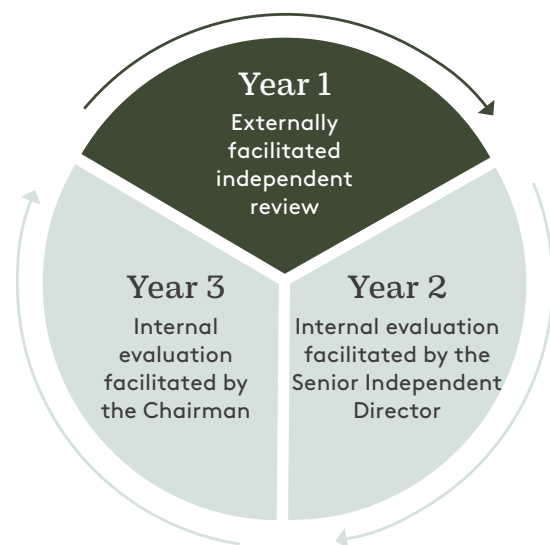 Year 1
Externally
facilitated
independent
review
Year 2
Internal evaluation
facilitated by the
Senior Independent
Director
Year 3
Internal
evaluation
facilitated by
the Chairman